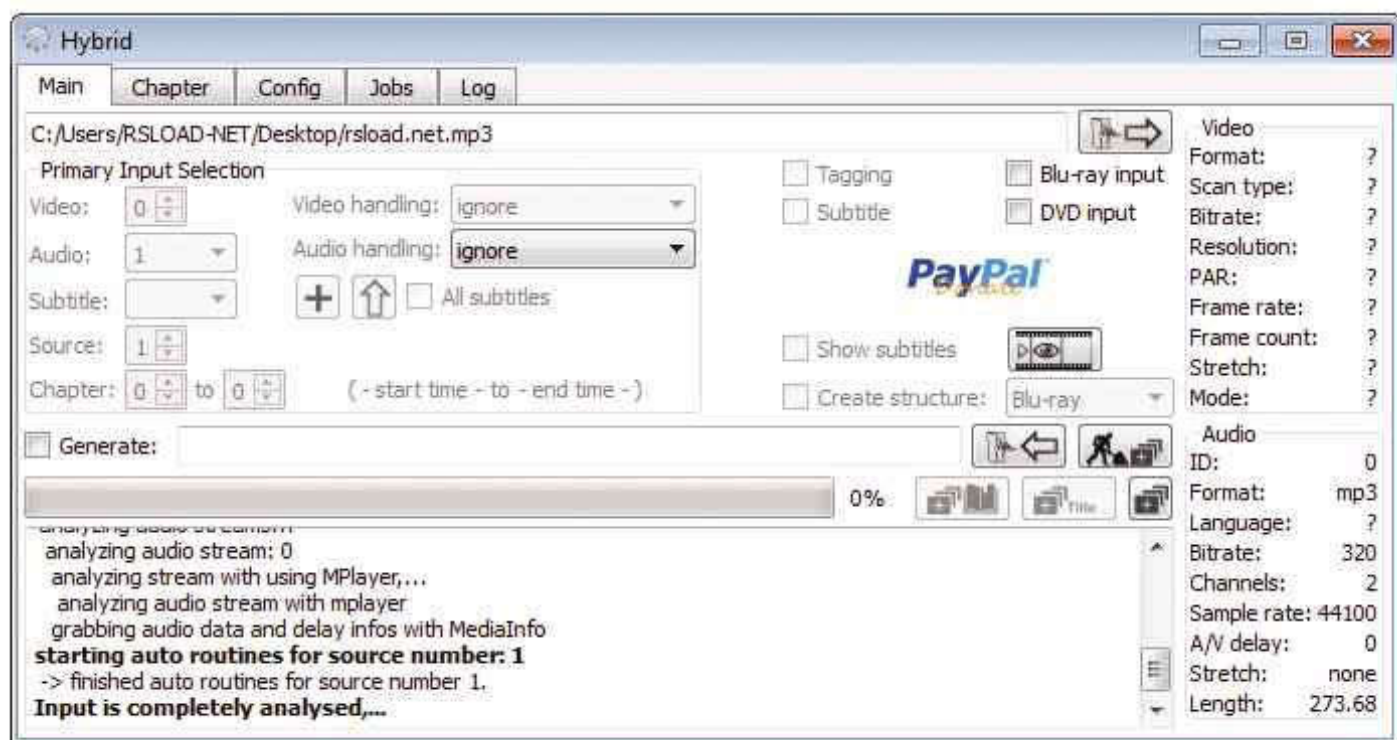 Hybrid
Main Chapter Config Jobs Log
C:/Users/RSLOAD-NET/Desktop/rsload.net.mp3
Primary Input Selection
Video: 0 Video handling: ignore
Audio: 1 Audio handling: ignore
Subtitle: All subtitles
Source: 1
Chapter: 0 to 0 ( - start time - to - end time - )
Tagging Blu-ray input
Subtitle DVD input
PayPal
Show subtitles
Create structure: Blu-ray
Generate:
0%
Title
analyzing audio streams...
analyzing audio stream: 0
analyzing stream with using MPlayer,...
analyzing audio stream with mplayer
grabbing audio data and delay infos with MediaInfo
starting auto routines for source number: 1
-> finished auto routines for source number 1.
Input is completely analysed,...
Video
Format: ?
Scan type: ?
Bitrate: ?
Resolution: ?
PAR: ?
Frame rate: ?
Frame count: ?
Stretch: ?
Mode: ?
Audio
ID: 0
Format: mp3
Language: ?
Bitrate: 320
Channels: 2
Sample rate: 44100
A/V delay: 0
Stretch: none
Length: 273.68